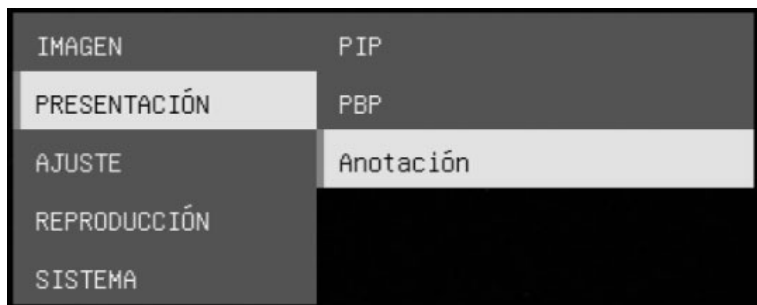 IMAGEN
PRESENTACIÓN
AJUSTE
REPRODUCCIÓN
SISTEMA
PIP
PBP
Anotación